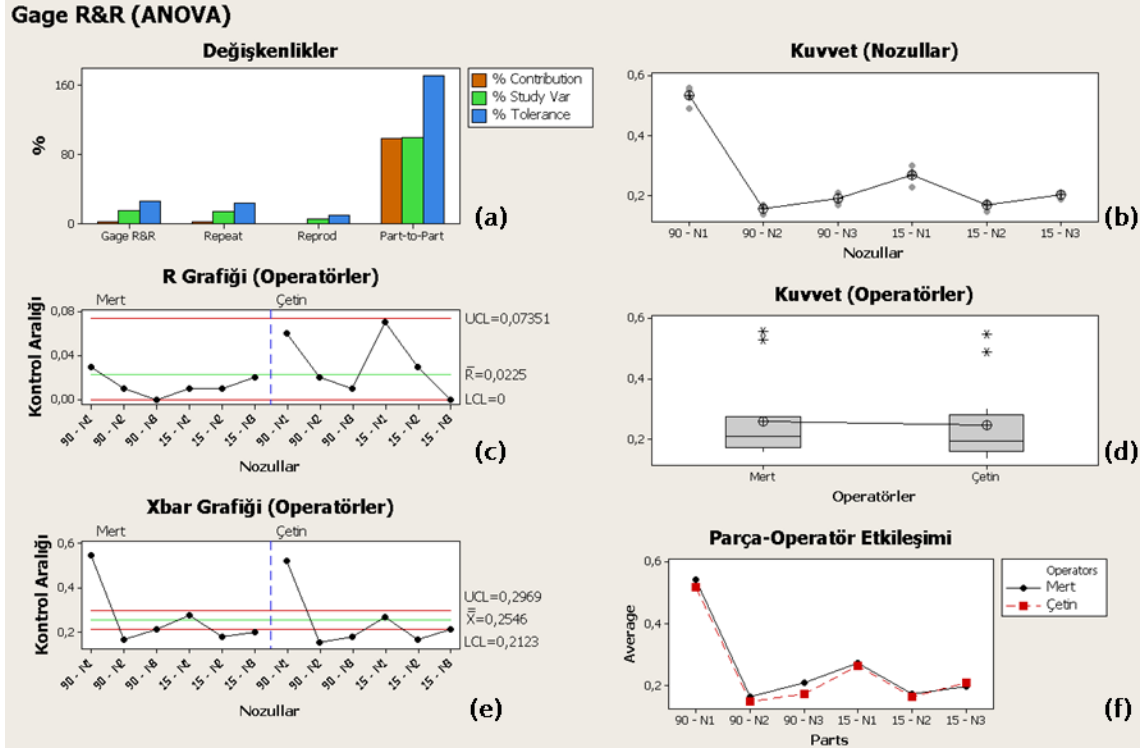 Gage R&R (ANOVA)
Değişkenlikler
%
160
80
0
Gage R&R
Repeat
Reprod
Part-to-Part
% Contribution
% Study Var
% Tolerance
(a)
Kuvvet (Nozullar)
0,6
0,4
0,2
90 - N1
90 - N2
90 - N3
15 - N1
15 - N2
15 - N3
Nozullar
(b)
R Grafiği (Operatörler)
Mert
Çetin
Kontrol Aralığı
0,08
0,04
0,00
UCL=0,07351
R̄=0,0225
LCL=0
90 - N1
90 - N2
90 - N3
15 - N1
15 - N2
15 - N3
90 - N1
90 - N2
90 - N3
15 - N1
15 - N2
15 - N3
Nozullar
(c)
Kuvvet (Operatörler)
0,6
0,4
0,2
Mert
Çetin
Operatörler
(d)
Xbar Grafiği (Operatörler)
Mert
Çetin
Kontrol Aralığı
0,6
0,4
0,2
UCL=0,2969
X̿=0,2546
LCL=0,2123
90 - N1
90 - N2
90 - N3
15 - N1
15 - N2
15 - N3
90 - N1
90 - N2
90 - N3
15 - N1
15 - N2
15 - N3
Nozullar
(e)
Parça-Operatör Etkileşimi
Average
0,6
0,4
0,2
90 - N1
90 - N2
90 - N3
15 - N1
15 - N2
15 - N3
Parts
Operators
Mert
Çetin
(f)